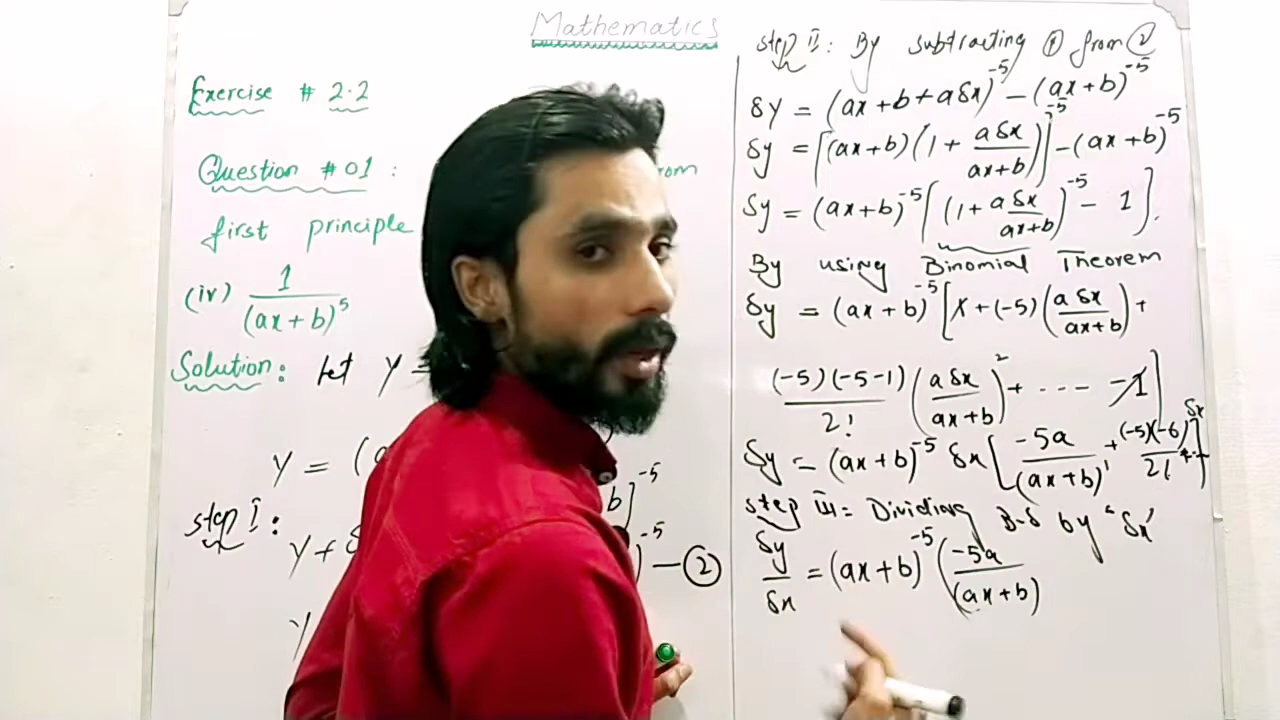 Mathematics
Exercise # 2.2
Question # 01 :
first principle
(iv) 1/(ax+b)^5
Solution: Let y =
y = (a
step I:
y + δ
b]^-5
)^-5 — ②
y
step II: By subtracting ① from ②
δy = (ax+b+aδx)^-5 − (ax+b)^-5
δy = [(ax+b)(1 + aδx/(ax+b))]^-5 − (ax+b)^-5
δy = (ax+b)^-5 [(1 + aδx/(ax+b))^-5 − 1].
By using Binomial Theorem
δy = (ax+b)^-5 [1 + (-5)(aδx/(ax+b)) +
(-5)(-5-1)/2! (aδx/(ax+b))^2 + ---- -1]
δy = (ax+b)^-5 δx [-5a/(ax+b) + (-5)(-6)/2! δx + ..]
step III = Dividing B-S by "δx"
δy/δx = (ax+b)^-5 (-5a/(ax+b)